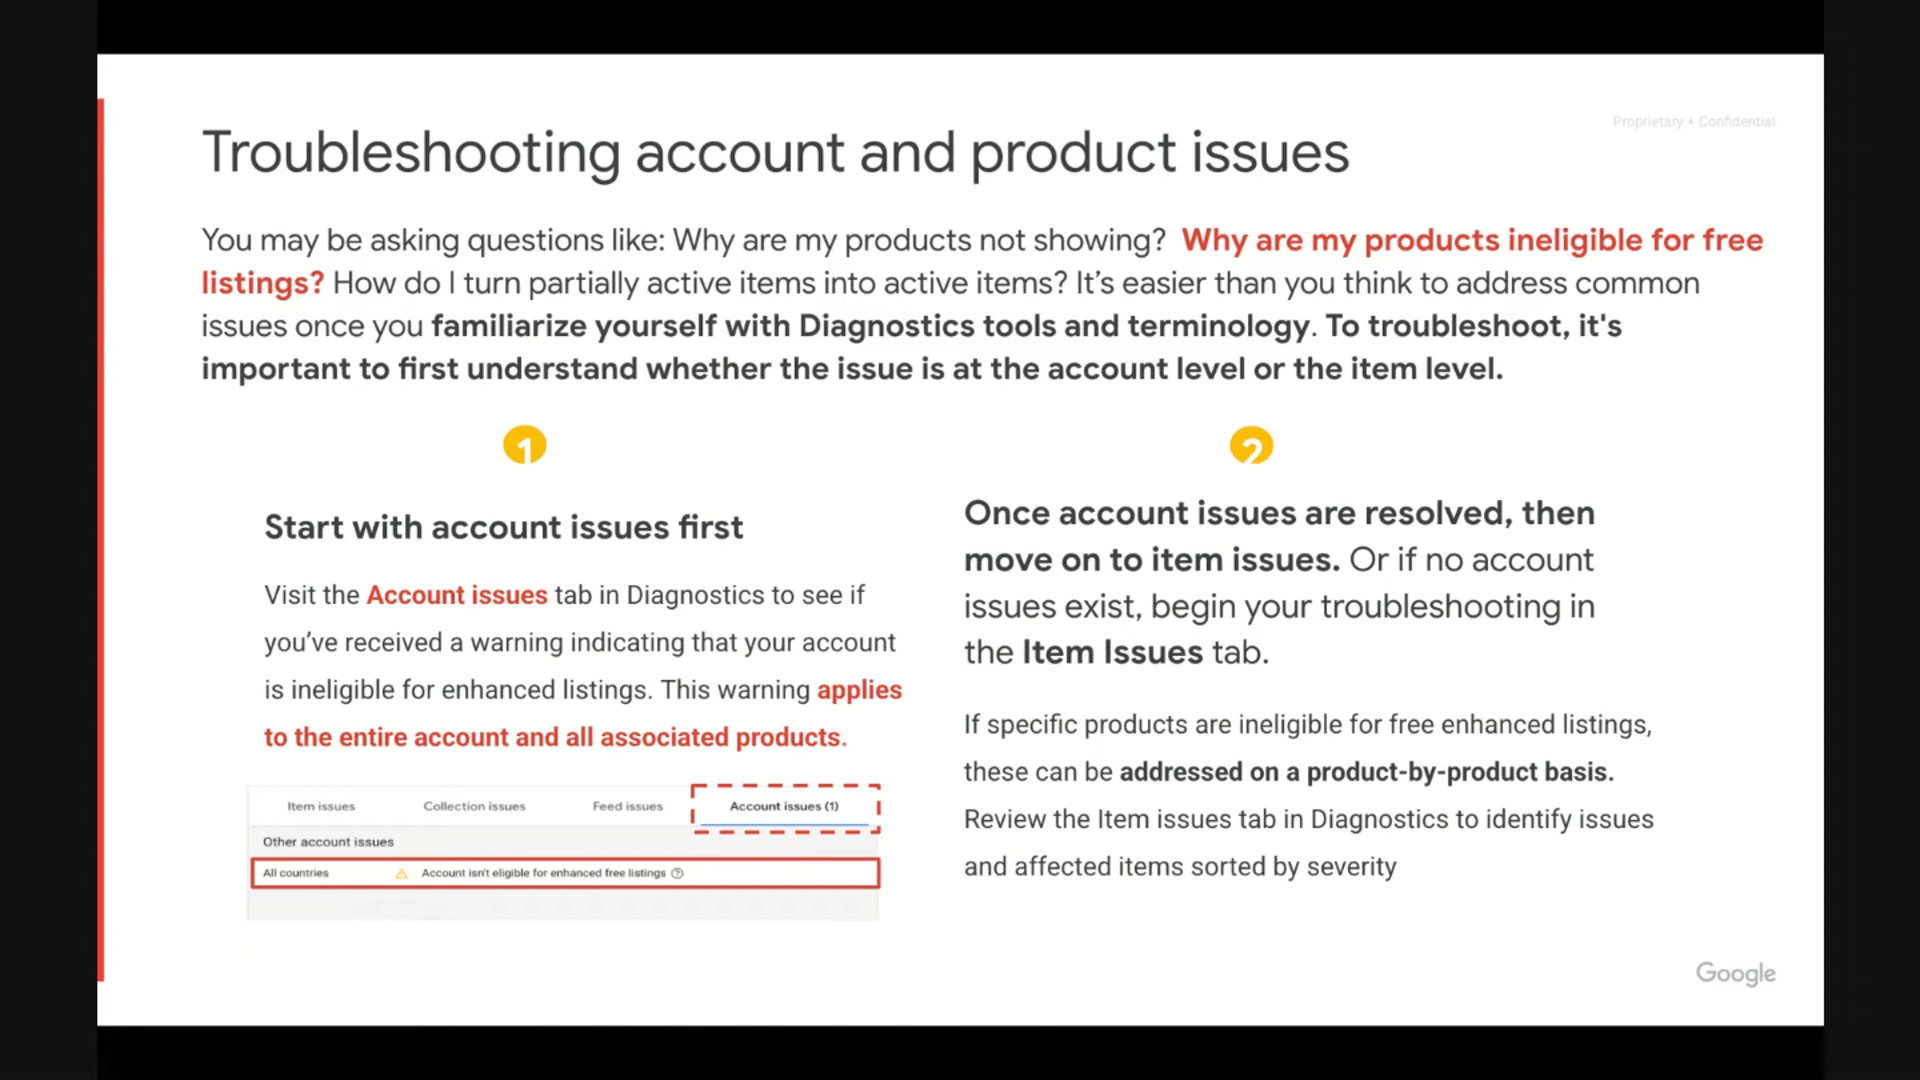 Proprietary + Confidential
Troubleshooting account and product issues
You may be asking questions like: Why are my products not showing? Why are my products ineligible for free
listings? How do I turn partially active items into active items? It’s easier than you think to address common
issues once you familiarize yourself with Diagnostics tools and terminology. To troubleshoot, it's
important to first understand whether the issue is at the account level or the item level.
1
Start with account issues first
Visit the Account issues tab in Diagnostics to see if
you’ve received a warning indicating that your account
is ineligible for enhanced listings. This warning applies
to the entire account and all associated products.
Item issues Collection issues Feed issues Account issues (1)
Other account issues
All countries Account isn't eligible for enhanced free listings
2
Once account issues are resolved, then
move on to item issues. Or if no account
issues exist, begin your troubleshooting in
the Item Issues tab.
If specific products are ineligible for free enhanced listings,
these can be addressed on a product-by-product basis.
Review the Item issues tab in Diagnostics to identify issues
and affected items sorted by severity
Google